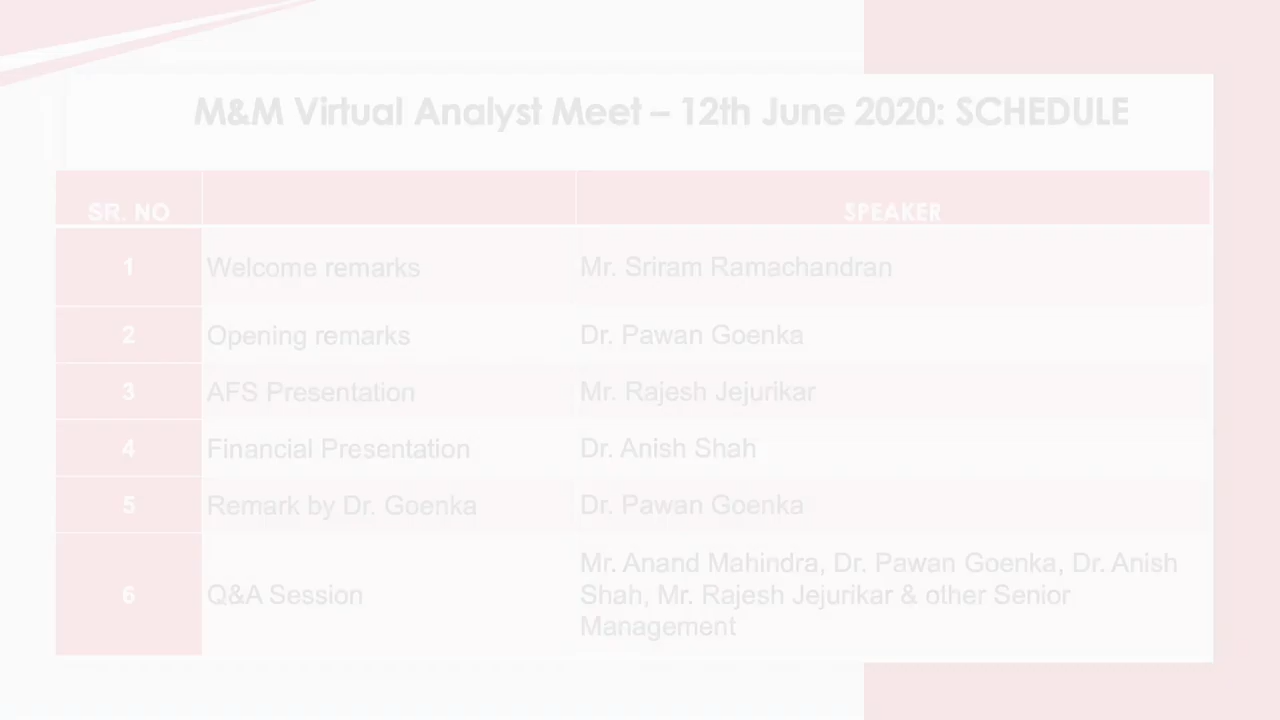 M&M Virtual Analyst Meet – 12th June 2020: SCHEDULE
SR. NO SPEAKER
1 Welcome remarks Mr. Sriram Ramachandran
2 Opening remarks Dr. Pawan Goenka
3 AFS Presentation Mr. Rajesh Jejurikar
4 Financial Presentation Dr. Anish Shah
5 Remark by Dr. Goenka Dr. Pawan Goenka
6 Q&A Session Mr. Anand Mahindra, Dr. Pawan Goenka, Dr. Anish
Shah, Mr. Rajesh Jejurikar & other Senior
Management